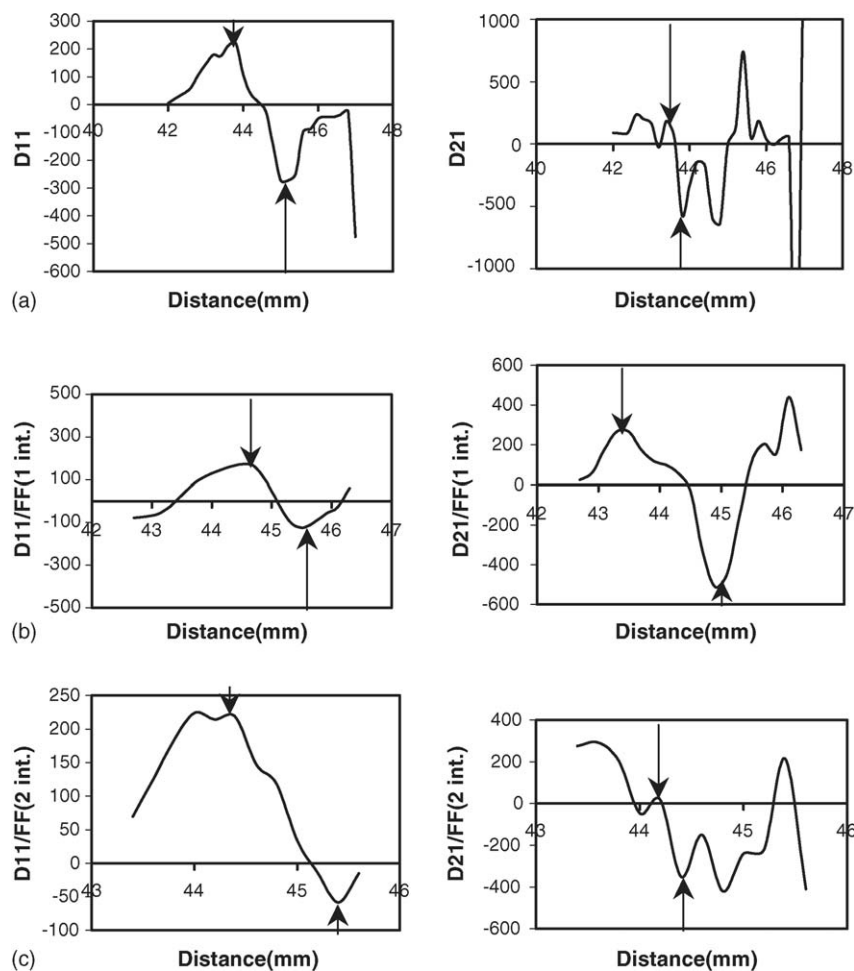 300
200
100
0
-100
-200
-300
-400
-500
-600
40 42 44 46 48
D11
Distance(mm)
1000
500
0
-500
-1000
40 42 44 46 48
D21
Distance(mm)
(a)
500
300
100
-100
-300
-500
42 43 44 45 46 47
D11/FF(1 int.)
Distance(mm)
600
400
200
0
-200
-400
-600
42 43 44 45 46 47
D21/FF(1 int.)
Distance(mm)
(b)
250
200
150
100
50
0
-50
-100
43 44 45 46
D11/FF(2 int.)
Distance(mm)
400
200
0
-200
-400
-600
43 44 45 46
D21/FF(2 int.)
Distance(mm)
(c)